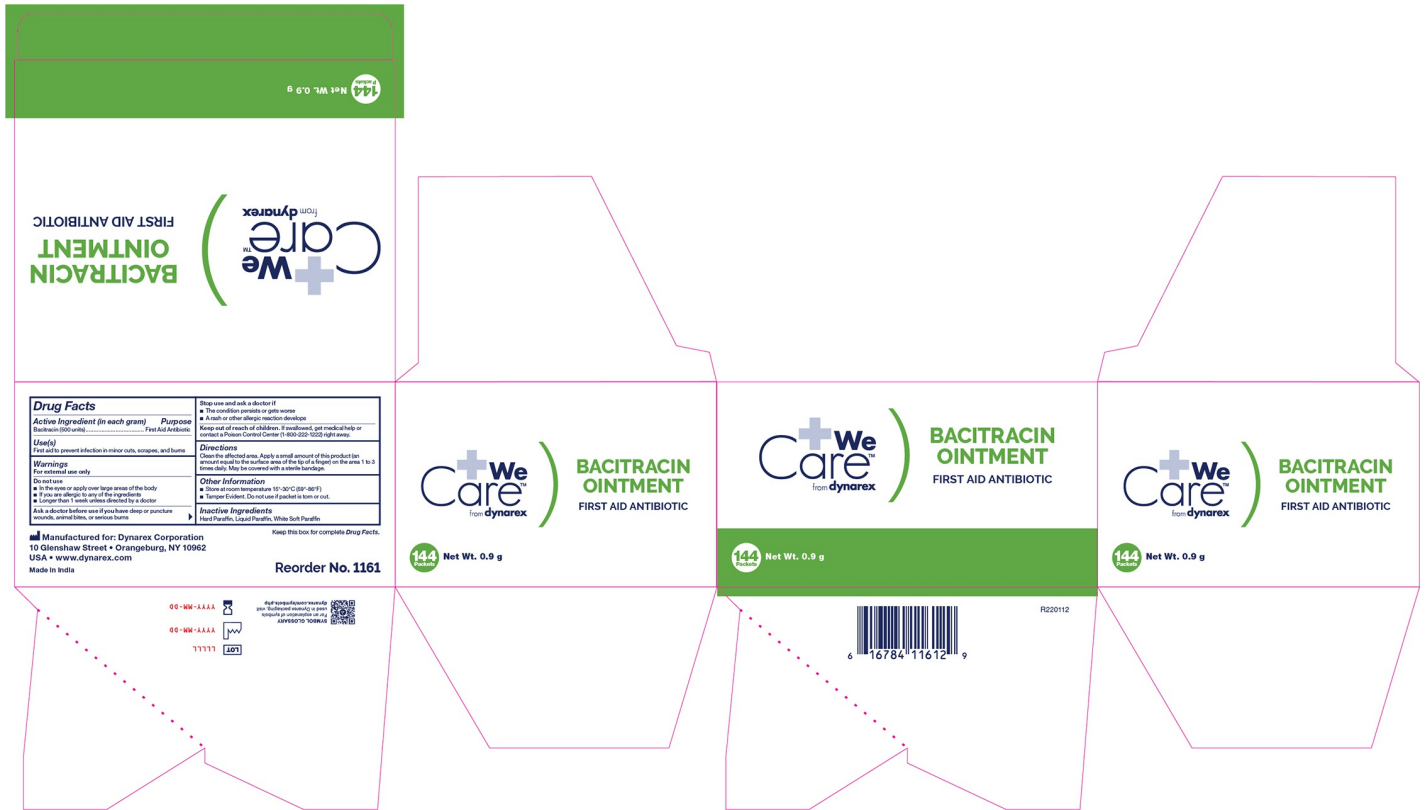 144
Packets
Net Wt. 0.9 g
We
Care™
from dynarex
BACITRACIN
OINTMENT
FIRST AID ANTIBIOTIC
Drug Facts
Active Ingredient (in each gram) Purpose
Bacitracin (500 units)............................... First Aid Antibiotic
Use(s)
First aid to prevent infection in minor cuts, scrapes, and burns
Warnings
For external use only
Do not use
■ In the eyes or apply over large areas of the body
■ If you are allergic to any of the ingredients
■ Longer than 1 week unless directed by a doctor
Ask a doctor before use if you have deep or puncture
wounds, animal bites, or serious burns
Stop use and ask a doctor if
■ The condition persists or gets worse
■ A rash or other allergic reaction develops
Keep out of reach of children. If swallowed, get medical help or
contact a Poison Control Center (1-800-222-1222) right away.
Directions
Clean the affected area. Apply a small amount of this product (an
amount equal to the surface area of the tip of a finger) on the area 1 to 3
times daily. May be covered with a sterile bandage.
Other Information
■ Store at room temperature 15°-30°C (59°-86°F)
■ Tamper Evident. Do not use if packet is torn or cut.
Inactive Ingredients
Hard Paraffin, Liquid Paraffin, White Soft Paraffin
Keep this box for complete Drug Facts.
Manufactured for: Dynarex Corporation
10 Glenshaw Street • Orangeburg, NY 10962
USA • www.dynarex.com
Made in India
Reorder No. 1161
We
Care™
from dynarex
BACITRACIN
OINTMENT
FIRST AID ANTIBIOTIC
144
Packets
Net Wt. 0.9 g
We
Care™
from dynarex
BACITRACIN
OINTMENT
FIRST AID ANTIBIOTIC
144
Packets
Net Wt. 0.9 g
We
Care™
from dynarex
BACITRACIN
OINTMENT
FIRST AID ANTIBIOTIC
144
Packets
Net Wt. 0.9 g
LOT LLLLL
YYYY-MM-DD
YYYY-MM-DD
SYMBOL GLOSSARY
For an explanation of symbols
used on Dynarex packaging, visit
dynarex.com/symbols.php
R220112
6 16784 11612 9